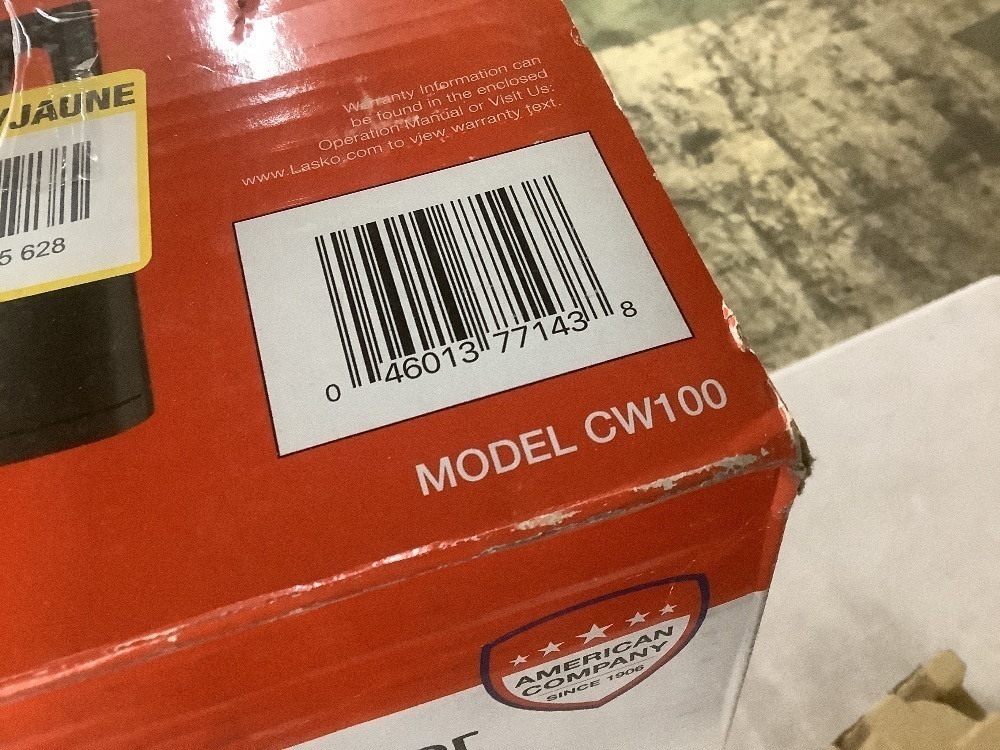 JAUNE
5 628
Warranty Information can
be found in the enclosed
Operation Manual or Visit Us:
www.Lasko.com to view warranty text.
0 46013 77143 8
MODEL CW100
AMERICAN
COMPANY
SINCE 1906